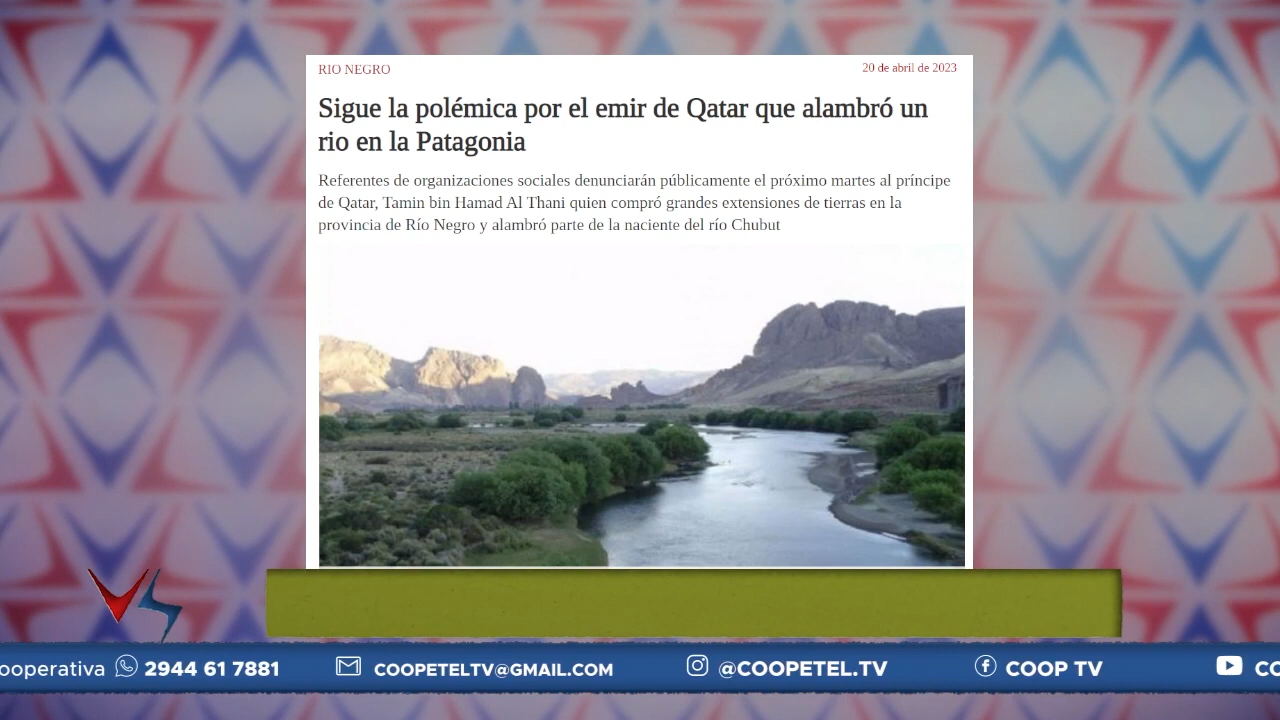 RIO NEGRO
20 de abril de 2023
Sigue la polémica por el emir de Qatar que alambró un
rio en la Patagonia
Referentes de organizaciones sociales denunciarán públicamente el próximo martes al príncipe
de Qatar, Tamin bin Hamad Al Thani quien compró grandes extensiones de tierras en la
provincia de Río Negro y alambró parte de la naciente del río Chubut
VS
ooperativa 2944 61 7881 COOPETELTV@GMAIL.COM @COOPETEL.TV COOP TV CO